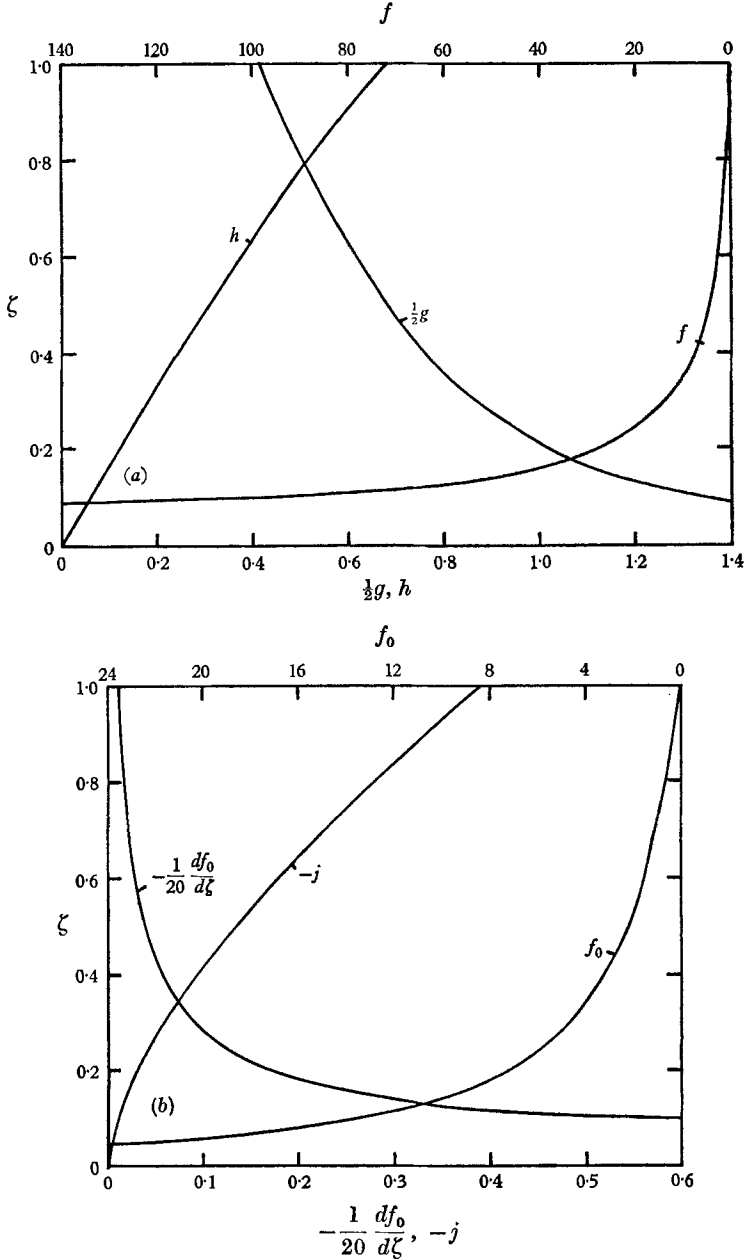 f
140 120 100 80 60 40 20 0
1·0
0·8
h
0·6
ζ
½g
0·4
f
0·2
(a)
0
0 0·2 0·4 0·6 0·8 1·0 1·2 1·4
½g, h
f₀
24 20 16 12 8 4 0
1·0
0·8
−1/20 df₀/dζ
−j
0·6
ζ
f₀
0·4
0·2
(b)
0
0 0·1 0·2 0·3 0·4 0·5 0·6
−1/20 df₀/dζ, −j